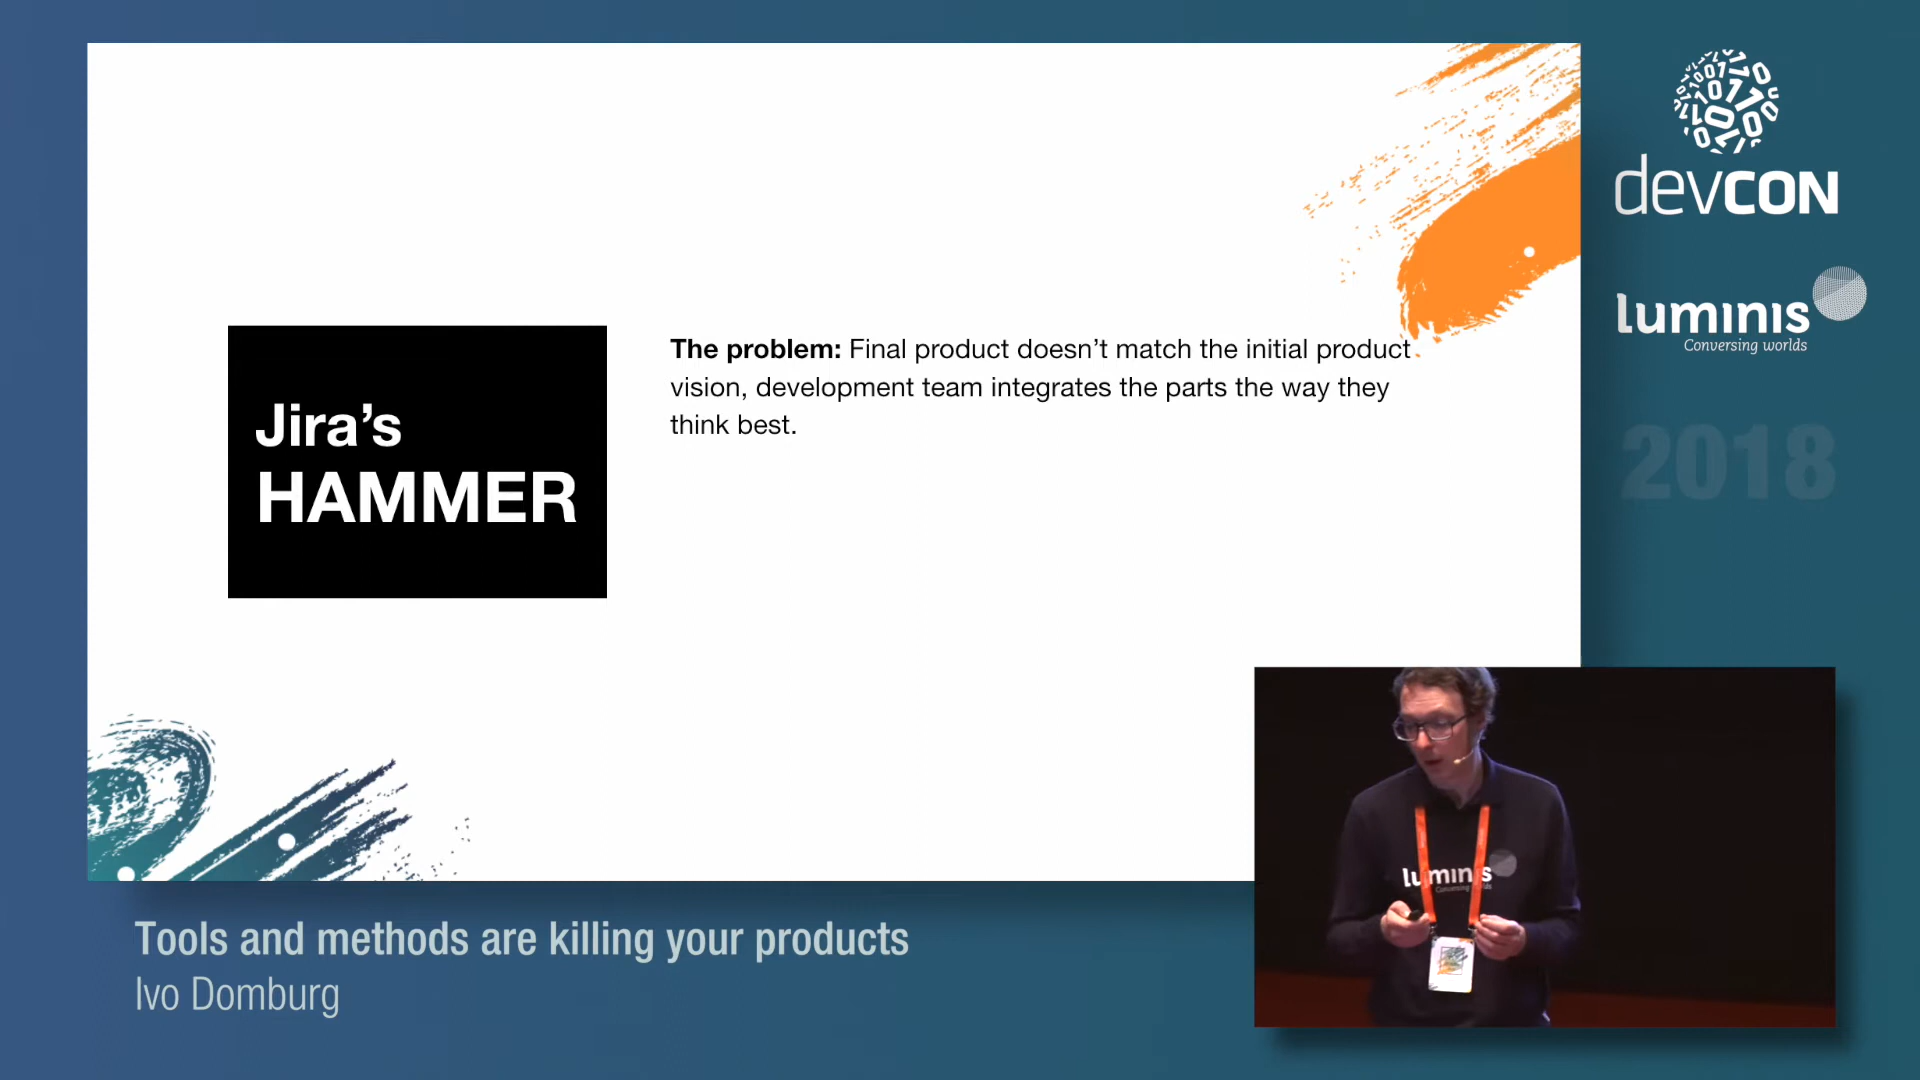 devcon
luminis
Conversing worlds
2018
Jira’s
HAMMER
The problem: Final product doesn’t match the initial product
vision, development team integrates the parts the way they
think best.
luminis
Tools and methods are killing your products
Ivo Domburg